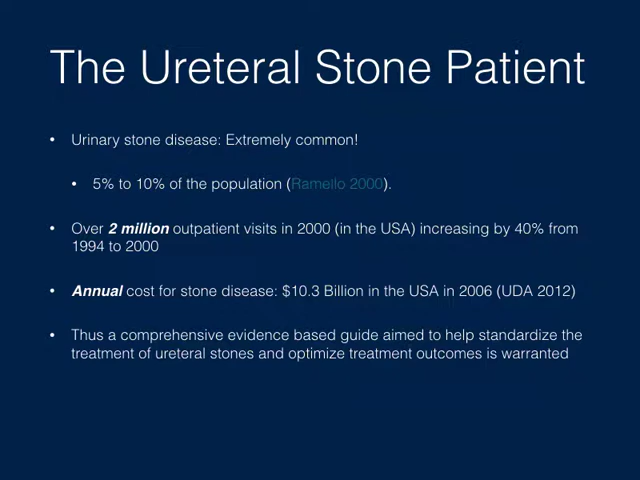 The Ureteral Stone Patient
• Urinary stone disease: Extremely common!
• 5% to 10% of the population (Ramello 2000).
• Over 2 million outpatient visits in 2000 (in the USA) increasing by 40% from
1994 to 2000
• Annual cost for stone disease: $10.3 Billion in the USA in 2006 (UDA 2012)
• Thus a comprehensive evidence based guide aimed to help standardize the
treatment of ureteral stones and optimize treatment outcomes is warranted